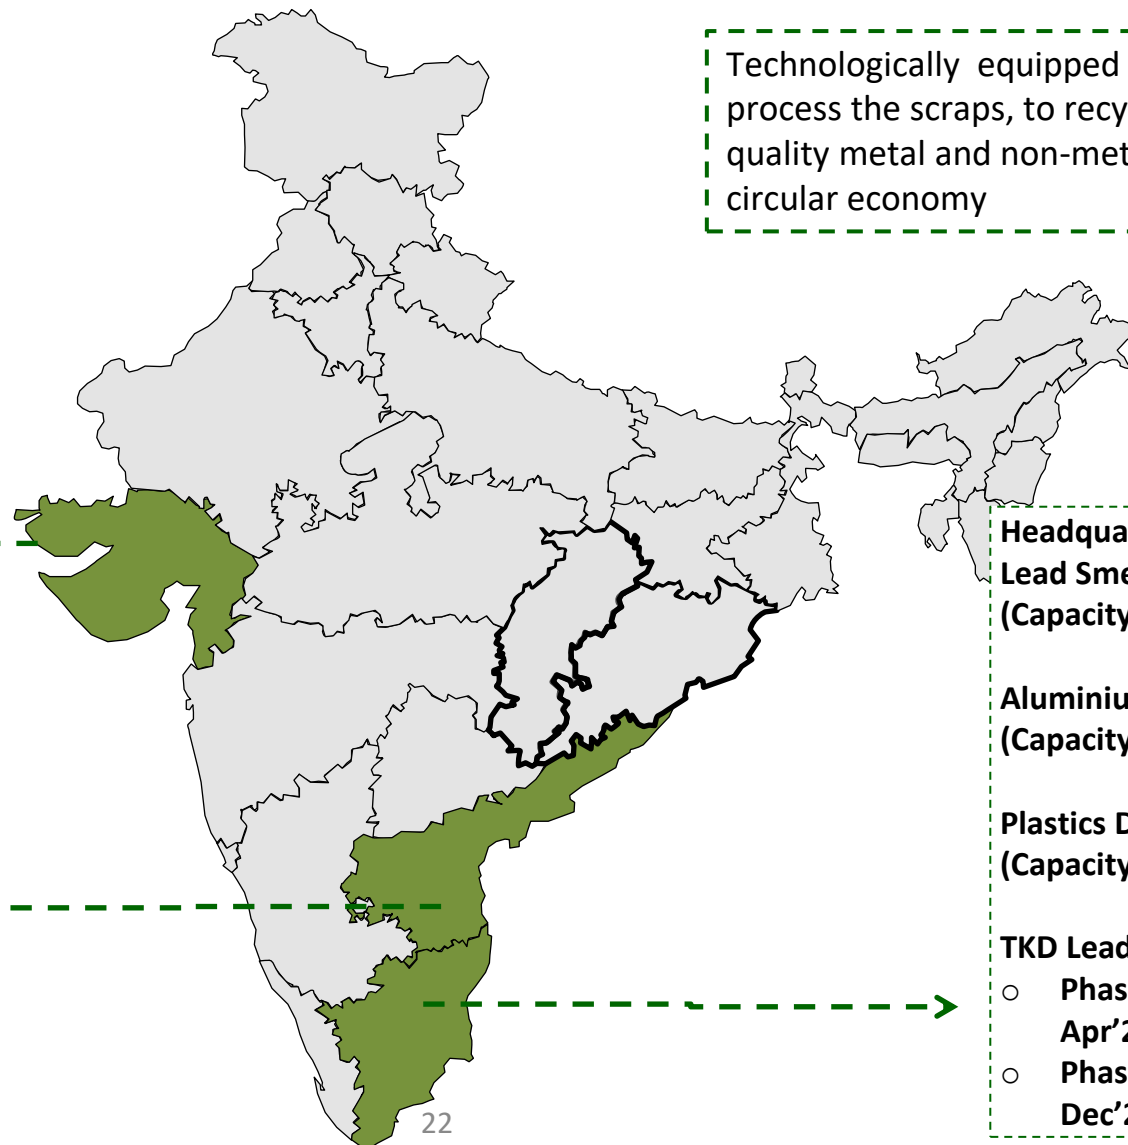 Technologically equipped
process the scraps, to recy
quality metal and non-met
circular economy
Headqua
Lead Sme
(Capacity
Aluminiu
(Capacity
Plastics D
(Capacity
TKD Lead
○ Phas
Apr’2
○ Phas
Dec’2
22